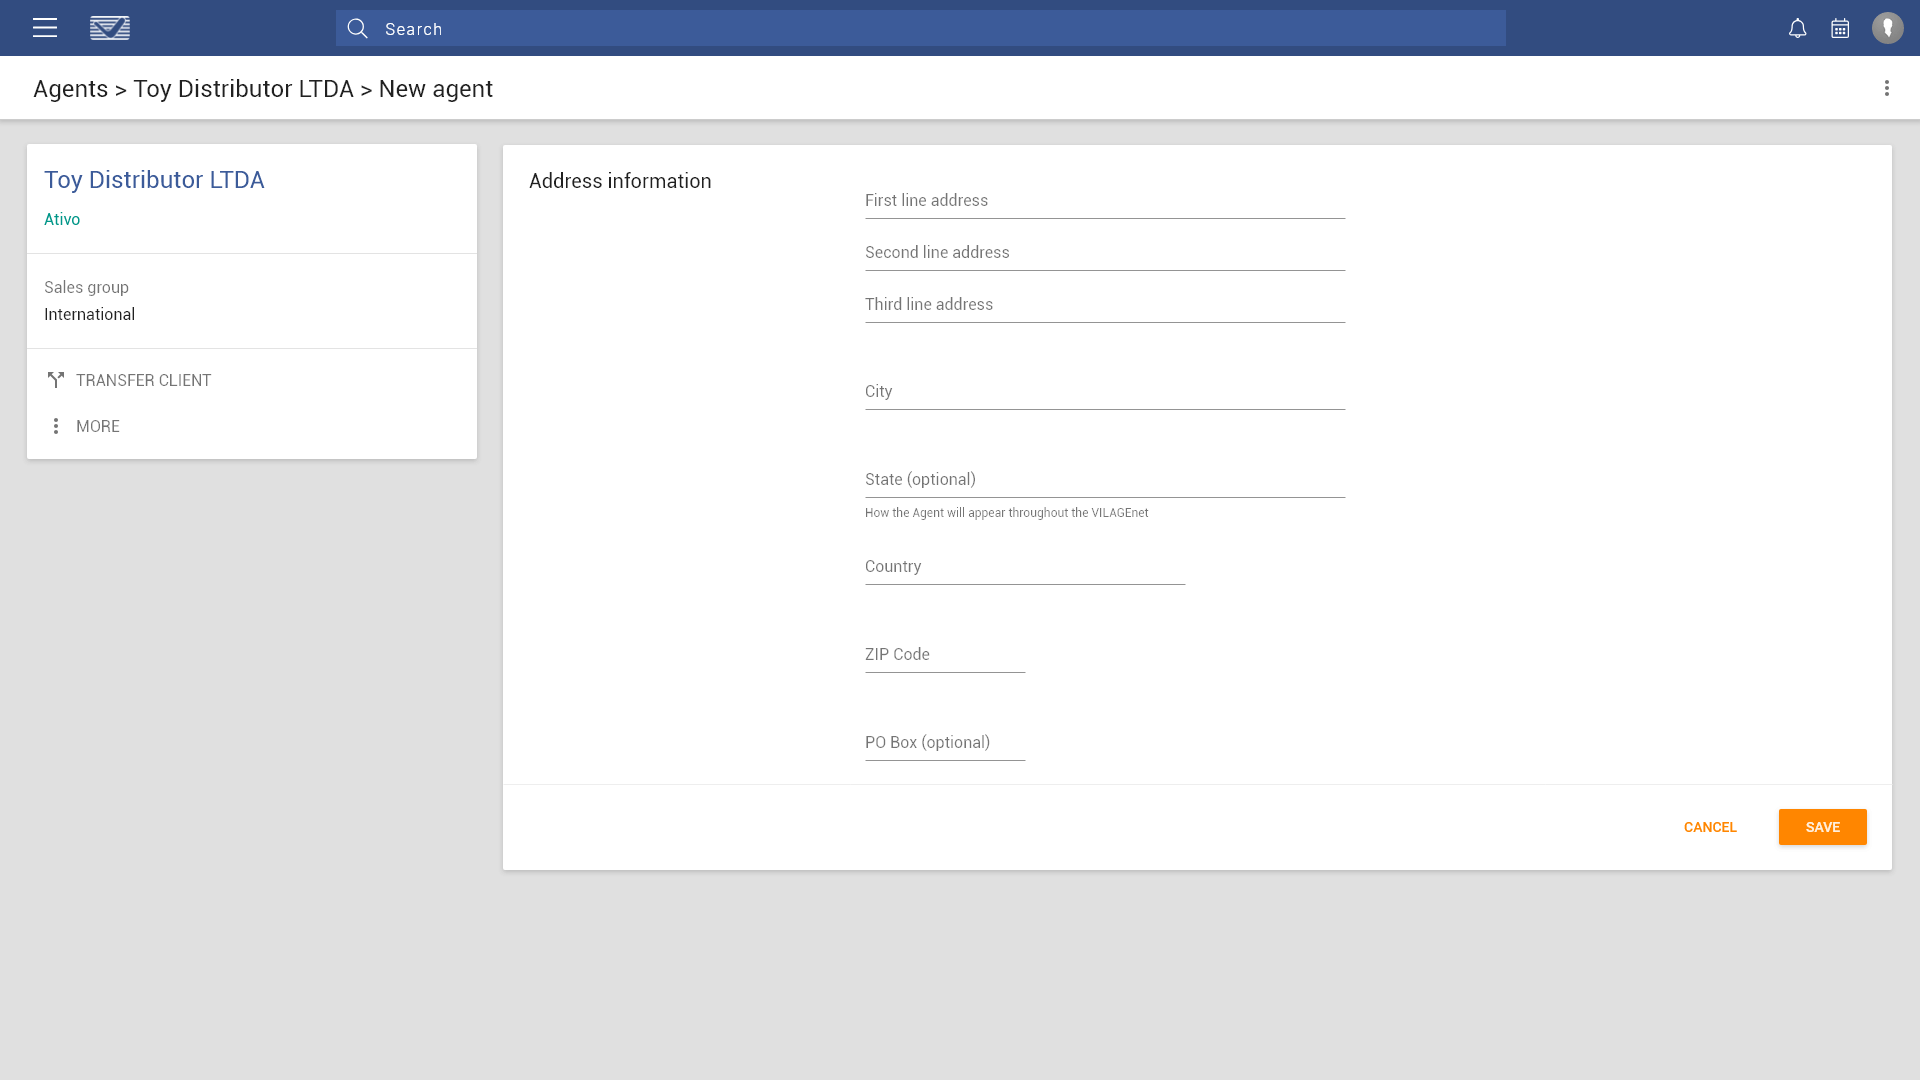 Search
Agents > Toy Distributor LTDA > New agent
Toy Distributor LTDA
Ativo
Sales group
International
TRANSFER CLIENT
MORE
Address information
First line address
Second line address
Third line address
City
State (optional)
How the Agent will appear throughout the VILAGEnet
Country
ZIP Code
PO Box (optional)
CANCEL
SAVE